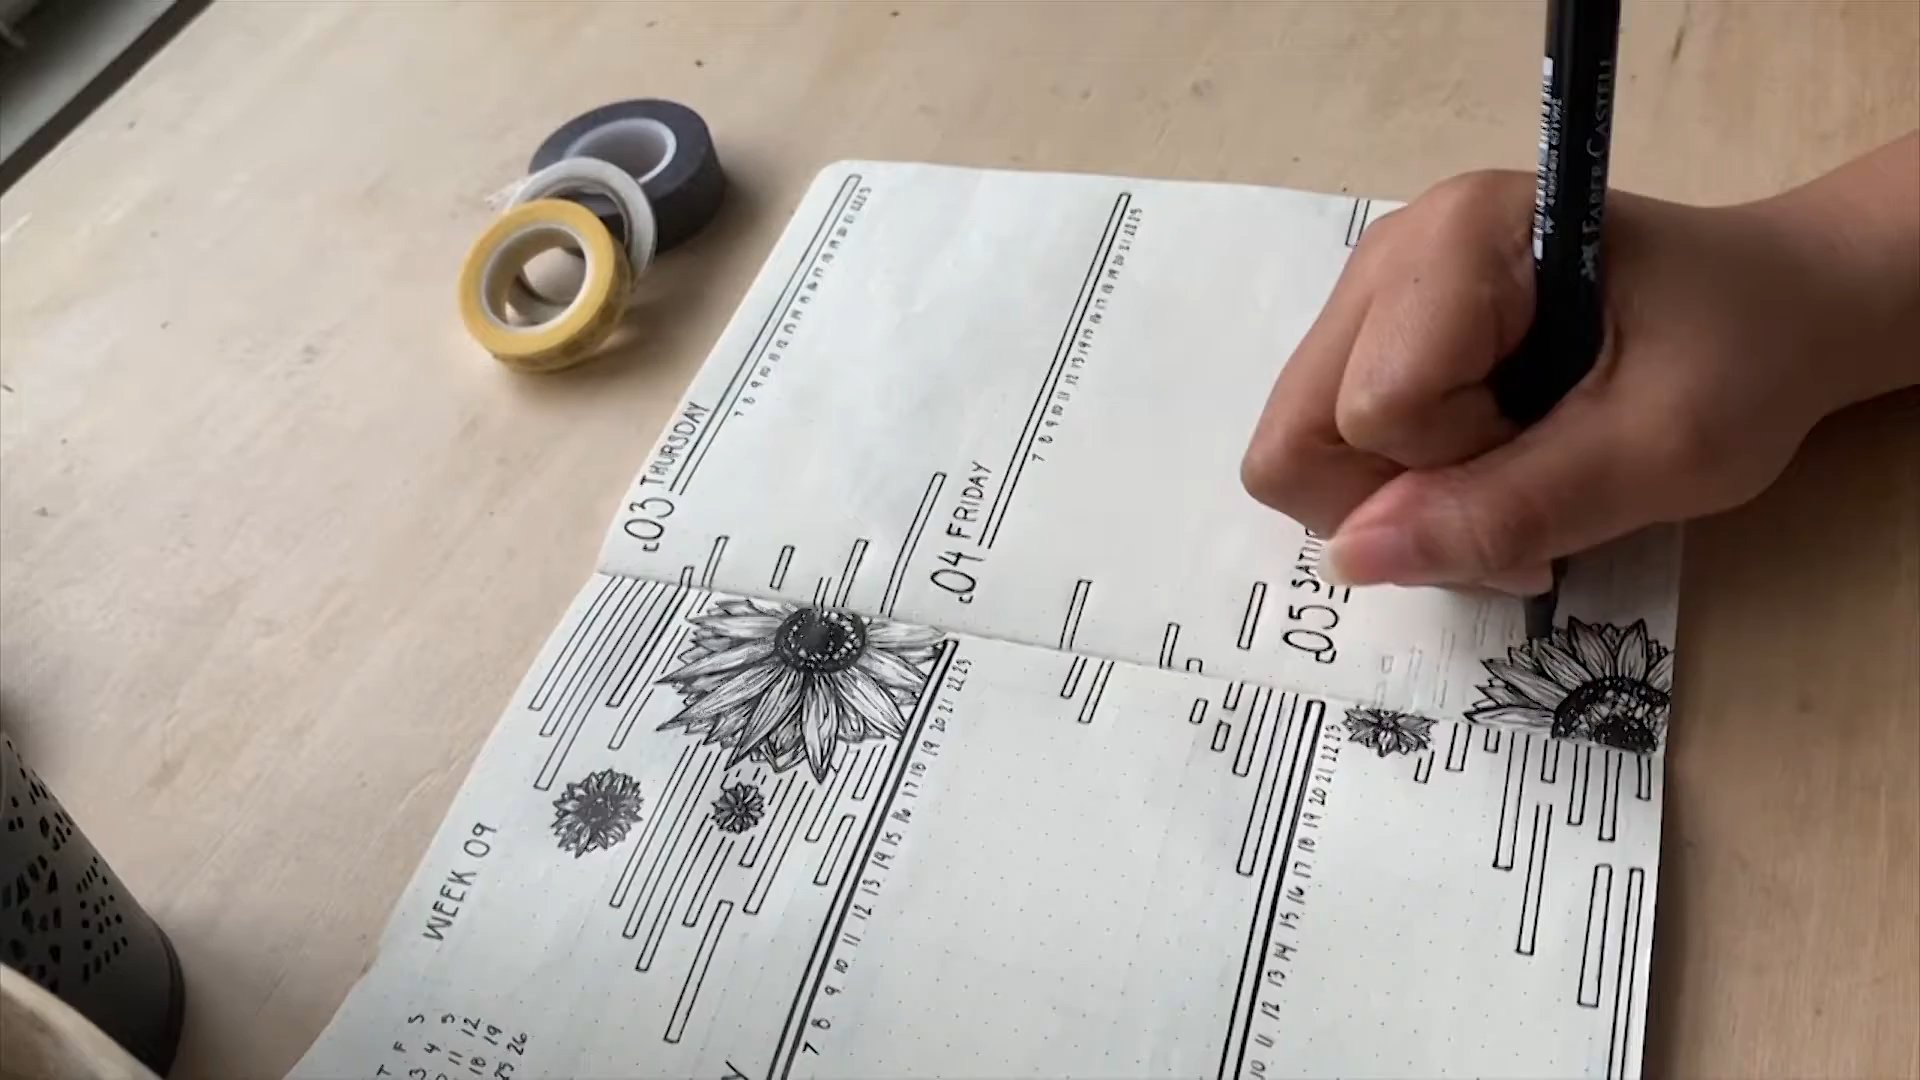 WEEK 09
T F S
3 4 5
11 12
18 19
25 26
.03 THURSDAY
7 8 9 10 11 12 13 14 15 16 17 18 19 20 21 22 23
.04 FRIDAY
7 8 9 10 11 12 13 14 15 16 17 18 19 20 21 22 23
.05
7 8 9 10 11 12 13 14 15 16 17 18 19 20 21 22 23
10 11 12 13 14 15 16 17 18 19 20 21 22 23
FABER CASTELL